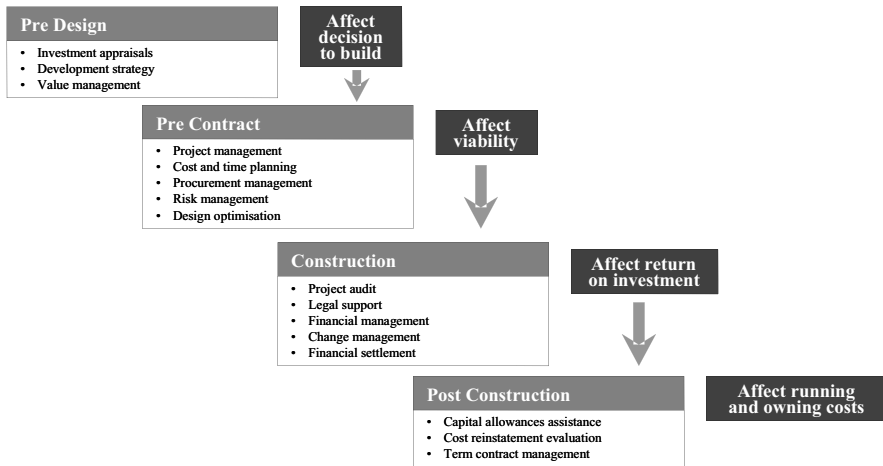 Pre Design
• Investment appraisals
• Development strategy
• Value management
Affect
decision
to build
Pre Contract
• Project management
• Cost and time planning
• Procurement management
• Risk management
• Design optimisation
Affect
viability
Construction
• Project audit
• Legal support
• Financial management
• Change management
• Financial settlement
Affect return
on investment
Post Construction
• Capital allowances assistance
• Cost reinstatement evaluation
• Term contract management
Affect running
and owning costs